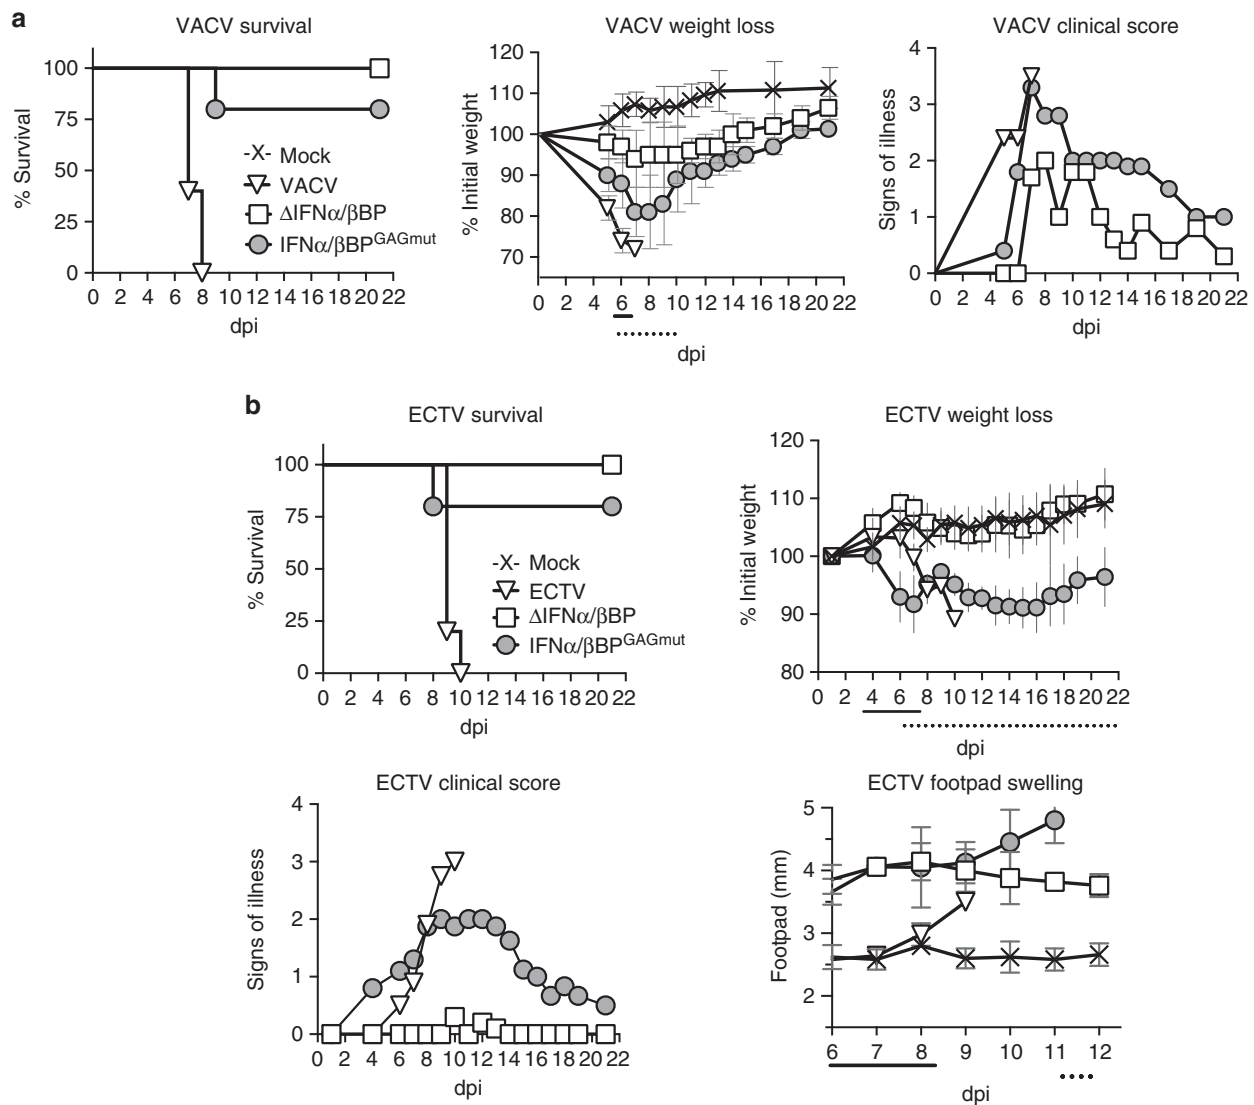 a
VACV survival
100
75
50
25
0
% Survival
-X- Mock
VACV
ΔIFNα/βBP
IFNα/βBPGAGmut
0 2 4 6 8 10 12 14 16 18 20 22
dpi
VACV weight loss
120
110
100
90
80
70
% Initial weight
0 2 4 6 8 10 12 14 16 18 20 22
dpi
VACV clinical score
4
3
2
1
0
Signs of illness
0 2 4 6 8 10 12 14 16 18 20 22
dpi
b
ECTV survival
100
75
50
25
0
% Survival
-X- Mock
ECTV
ΔIFNα/βBP
IFNα/βBPGAGmut
0 2 4 6 8 10 12 14 16 18 20 22
dpi
ECTV weight loss
120
110
100
90
80
% Initial weight
0 2 4 6 8 10 12 14 16 18 20 22
dpi
ECTV clinical score
4
3
2
1
0
Signs of illness
0 2 4 6 8 10 12 14 16 18 20 22
dpi
ECTV footpad swelling
5
4
3
2
Footpad (mm)
6 7 8 9 10 11 12
dpi